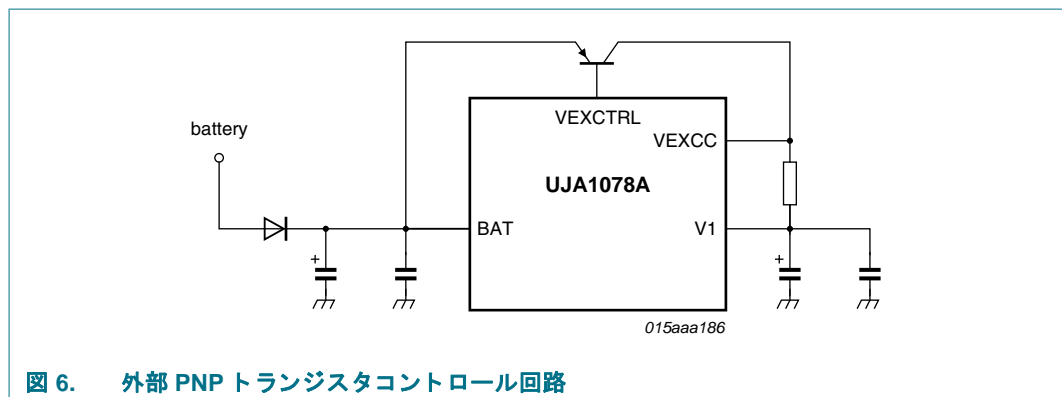 battery
VEXCTRL
VEXCC
UJA1078A
BAT
V1
+
+
015aaa186
図 6. 外部 PNP トランジスタコントロール回路